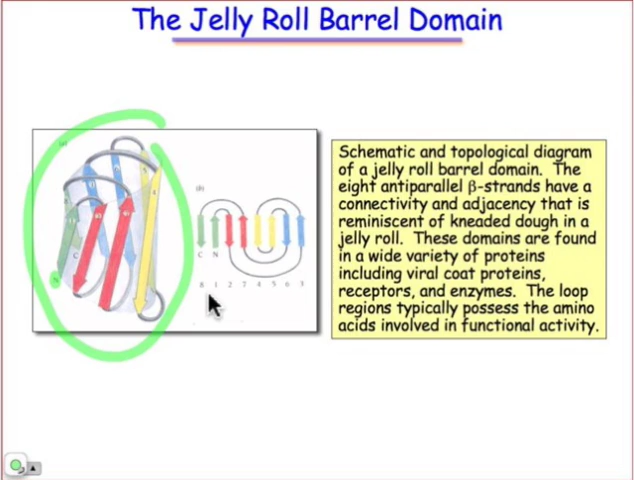 The Jelly Roll Barrel Domain
(a)
(b)
C N
8 1 2 7 4 5 6 3
C
Schematic and topological diagram
of a jelly roll barrel domain. The
eight antiparallel β-strands have a
connectivity and adjacency that is
reminiscent of kneaded dough in a
jelly roll. These domains are found
in a wide variety of proteins
including viral coat proteins,
receptors, and enzymes. The loop
regions typically possess the amino
acids involved in functional activity.